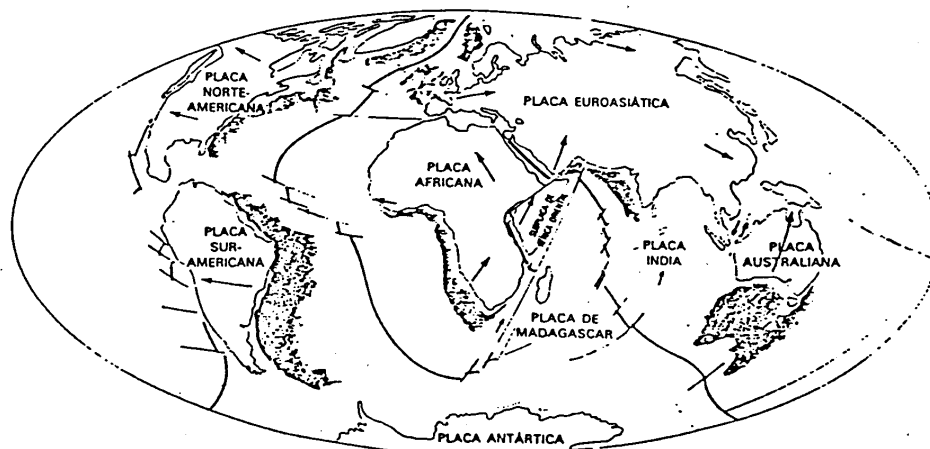 PLACA
NORTE-
AMERICANA
PLACA EUROASIÁTICA
PLACA
AFRICANA
PLACA
SUR-
AMERICANA
PLACA
INDIA
PLACA
AUSTRALIANA
PLACA DE
MADAGASCAR
PLACA ANTÁRTICA